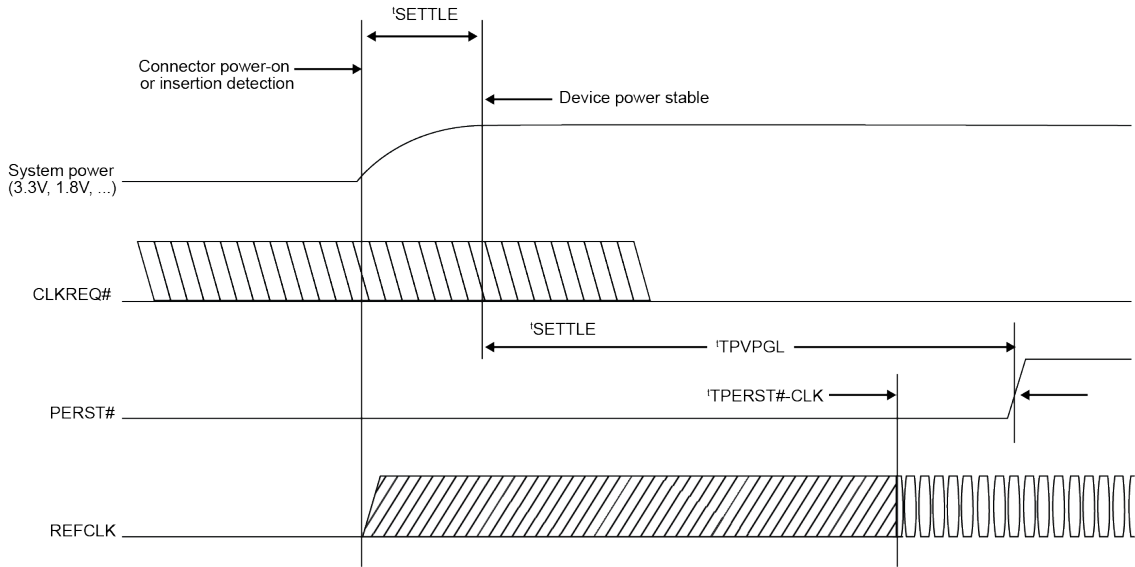 tSETTLE
Connector power-on
or insertion detection
Device power stable
System power
(3.3V, 1.8V, ...)
CLKREQ#
tSETTLE
tTPVPGL
tTPERST#-CLK
PERST#
REFCLK